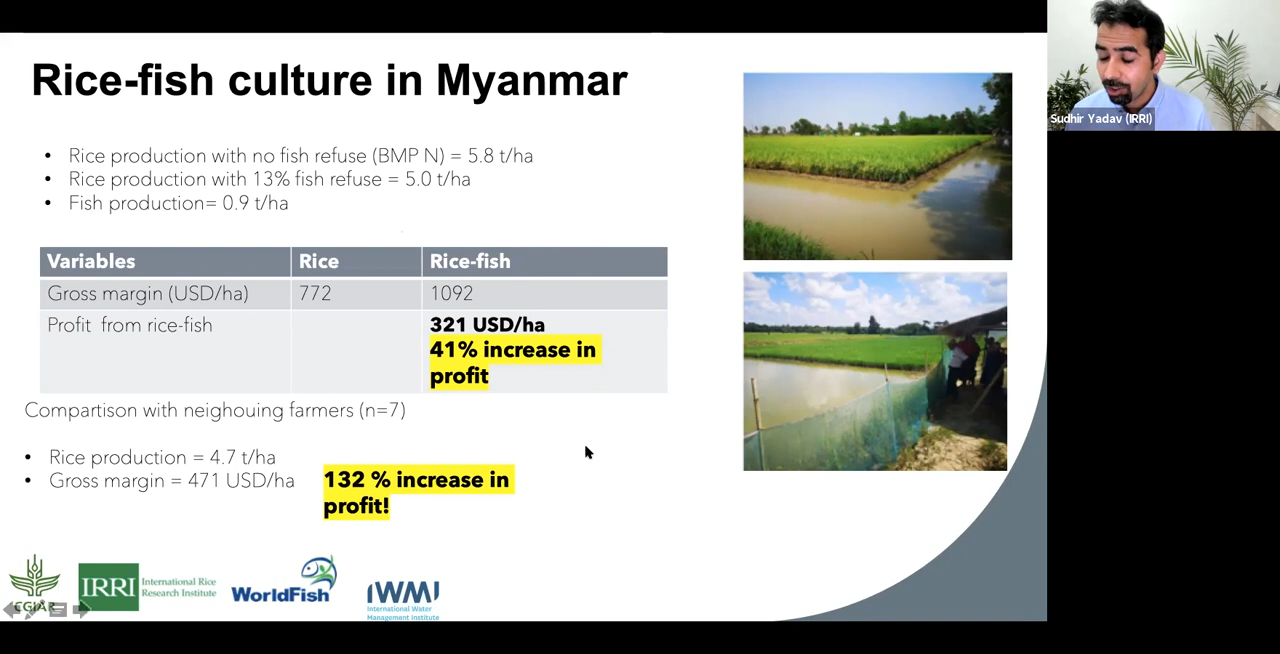 Rice-fish culture in Myanmar
• Rice production with no fish refuse (BMP N) = 5.8 t/ha
• Rice production with 13% fish refuse = 5.0 t/ha
• Fish production= 0.9 t/ha
Variables Rice Rice-fish
Gross margin (USD/ha) 772 1092
Profit from rice-fish 321 USD/ha
41% increase in
profit
Comparison with neighouing farmers (n=7)
• Rice production = 4.7 t/ha
• Gross margin = 471 USD/ha
132 % increase in
profit!
CGIAR
IRRI International Rice
Research Institute
WorldFish
IWMI
International Water
Management Institute
Sudhir Yadav (IRRI)